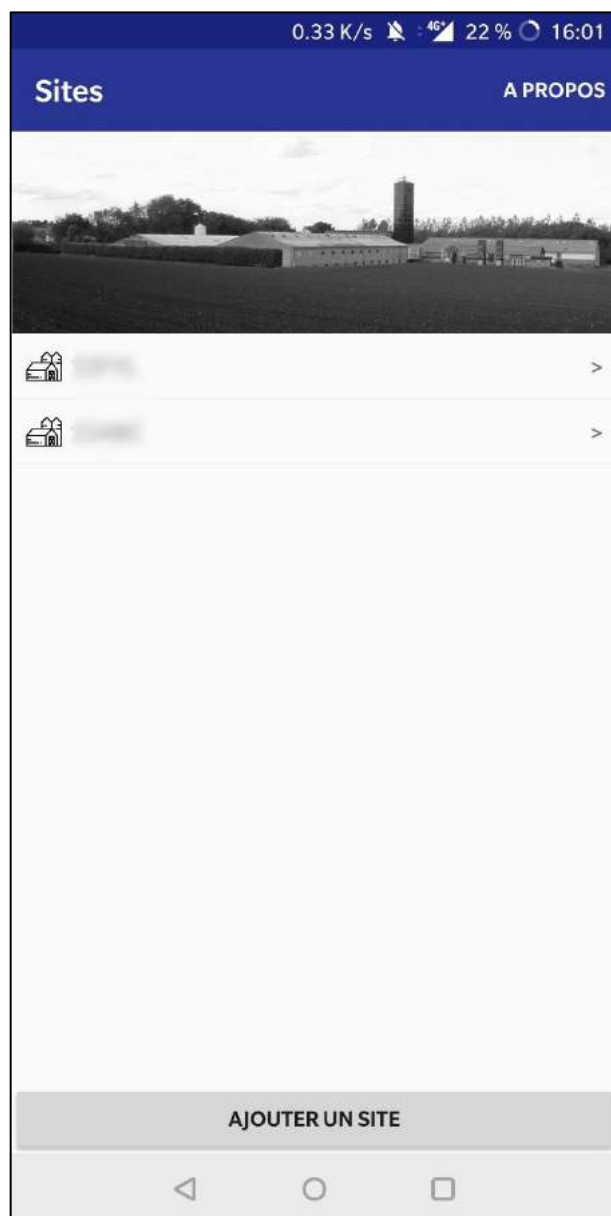 0.33 K/s 4G+ 22 % 16:01
Sites A PROPOS
>
>
AJOUTER UN SITE